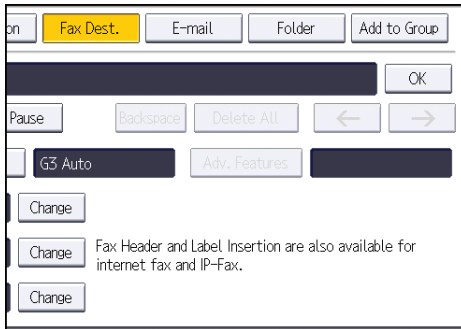 on Fax Dest. E-mail Folder Add to Group
OK
Pause Backspace Delete All ← →
G3 Auto Adv. Features
Change
Change Fax Header and Label Insertion are also available for
internet fax and IP-Fax.
Change